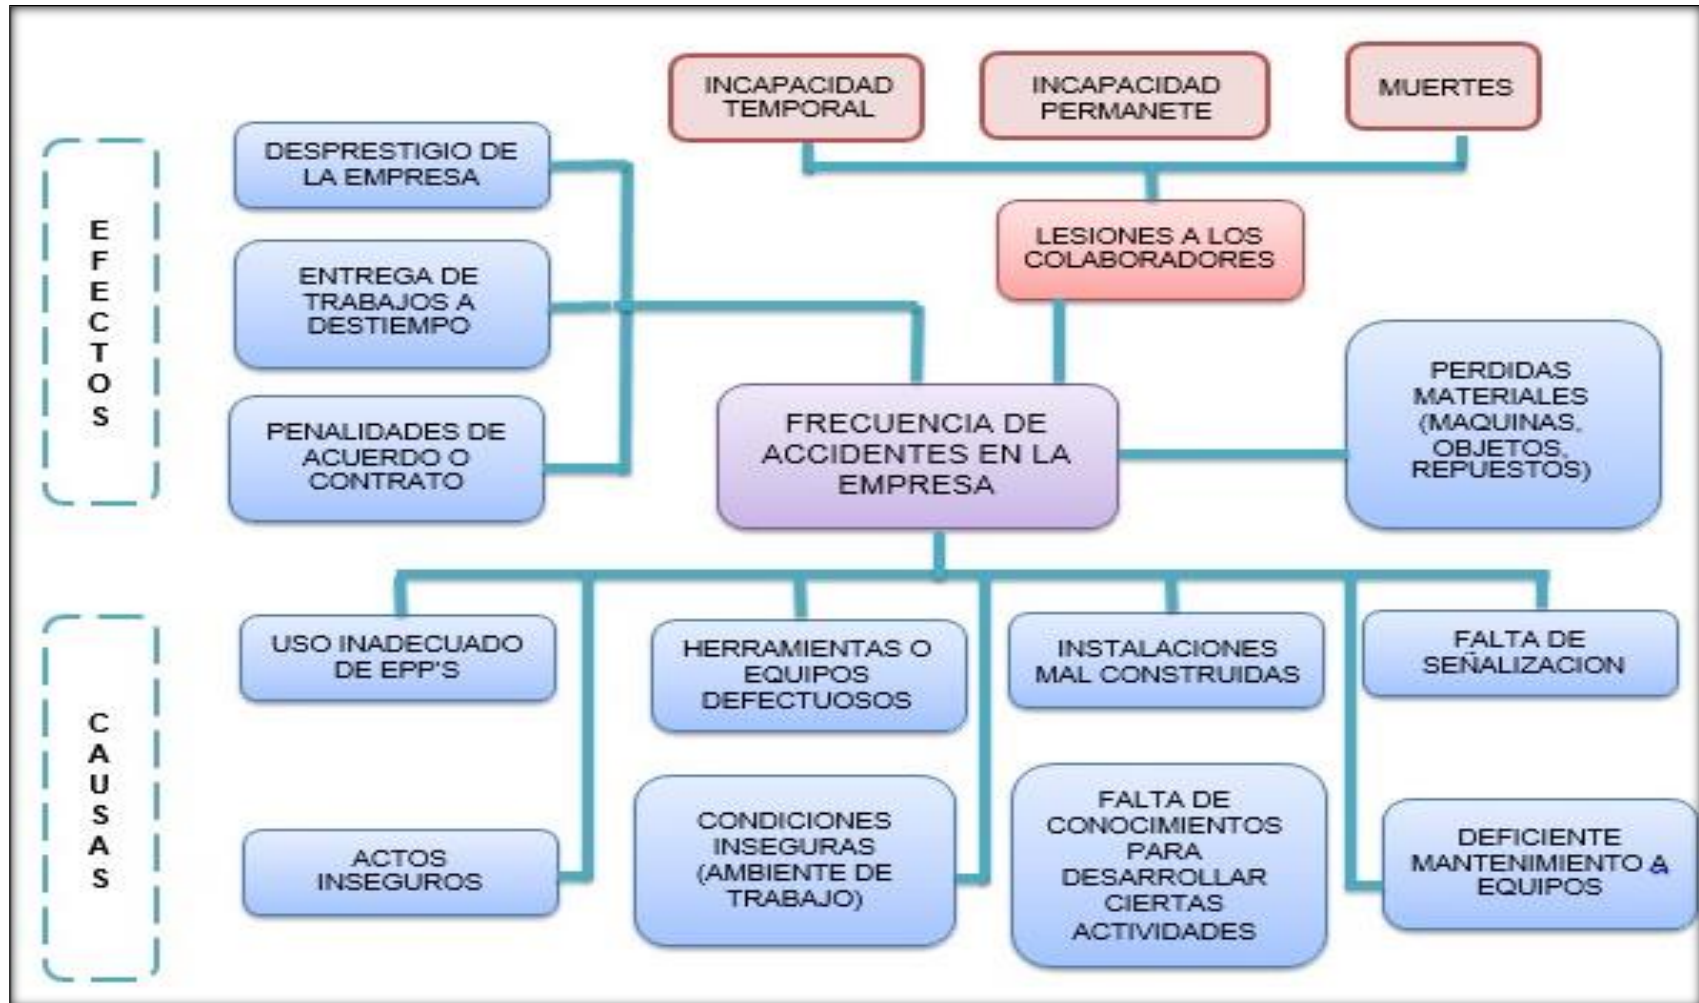 EFECTOS
INCAPACIDAD
TEMPORAL
INCAPACIDAD
PERMANETE
MUERTES
DESPRESTIGIO DE
LA EMPRESA
LESIONES A LOS
COLABORADORES
ENTREGA DE
TRABAJOS A
DESTIEMPO
PENALIDADES DE
ACUERDO O
CONTRATO
FRECUENCIA DE
ACCIDENTES EN LA
EMPRESA
PERDIDAS
MATERIALES
(MAQUINAS,
OBJETOS,
REPUESTOS)
CAUSAS
USO INADECUADO
DE EPP'S
HERRAMIENTAS O
EQUIPOS
DEFECTUOSOS
INSTALACIONES
MAL CONSTRUIDAS
FALTA DE
SEÑALIZACION
ACTOS
INSEGUROS
CONDICIONES
INSEGURAS
(AMBIENTE DE
TRABAJO)
FALTA DE
CONOCIMIENTOS
PARA
DESARROLLAR
CIERTAS
ACTIVIDADES
DEFICIENTE
MANTENIMIENTO a
EQUIPOS